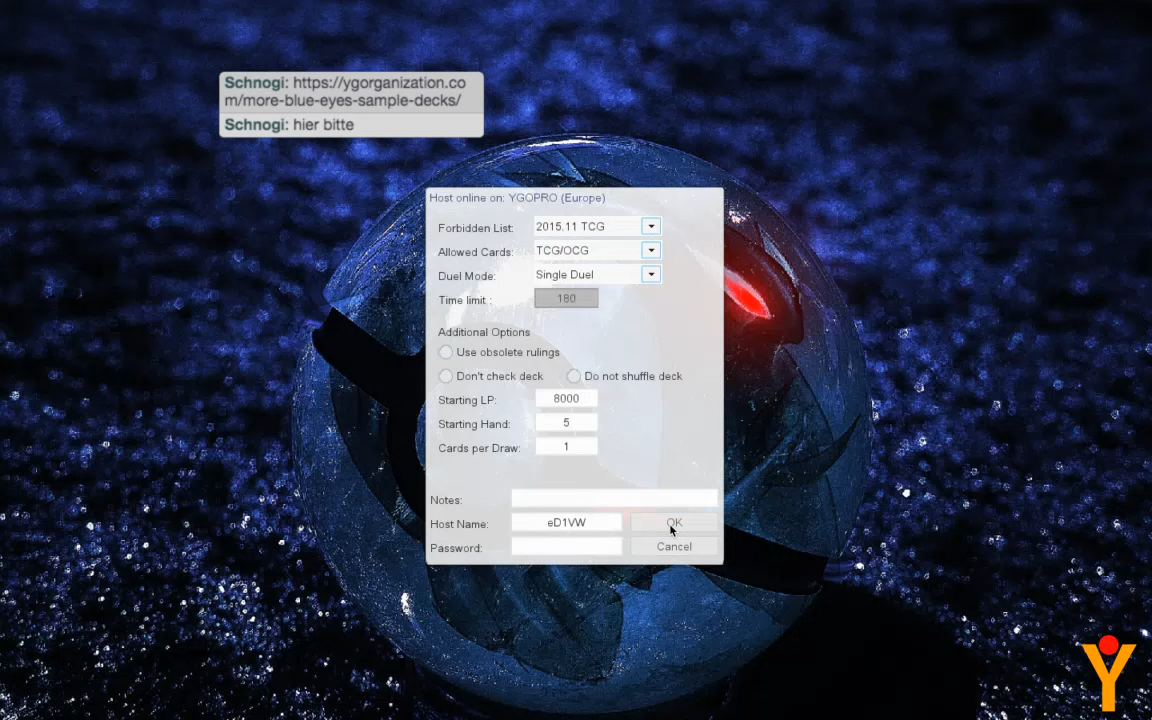 Schnogi: https://ygorganization.co
m/more-blue-eyes-sample-decks/
Schnogi: hier bitte
Host online on: YGOPRO (Europe)
Forbidden List: 2015.11 TCG
Allowed Cards: TCG/OCG
Duel Mode: Single Duel
Time limit : 180
Additional Options
Use obsolete rulings
Don't check deck Do not shuffle deck
Starting LP: 8000
Starting Hand: 5
Cards per Draw: 1
Notes:
Host Name: eD1VW OK
Password: Cancel
Y